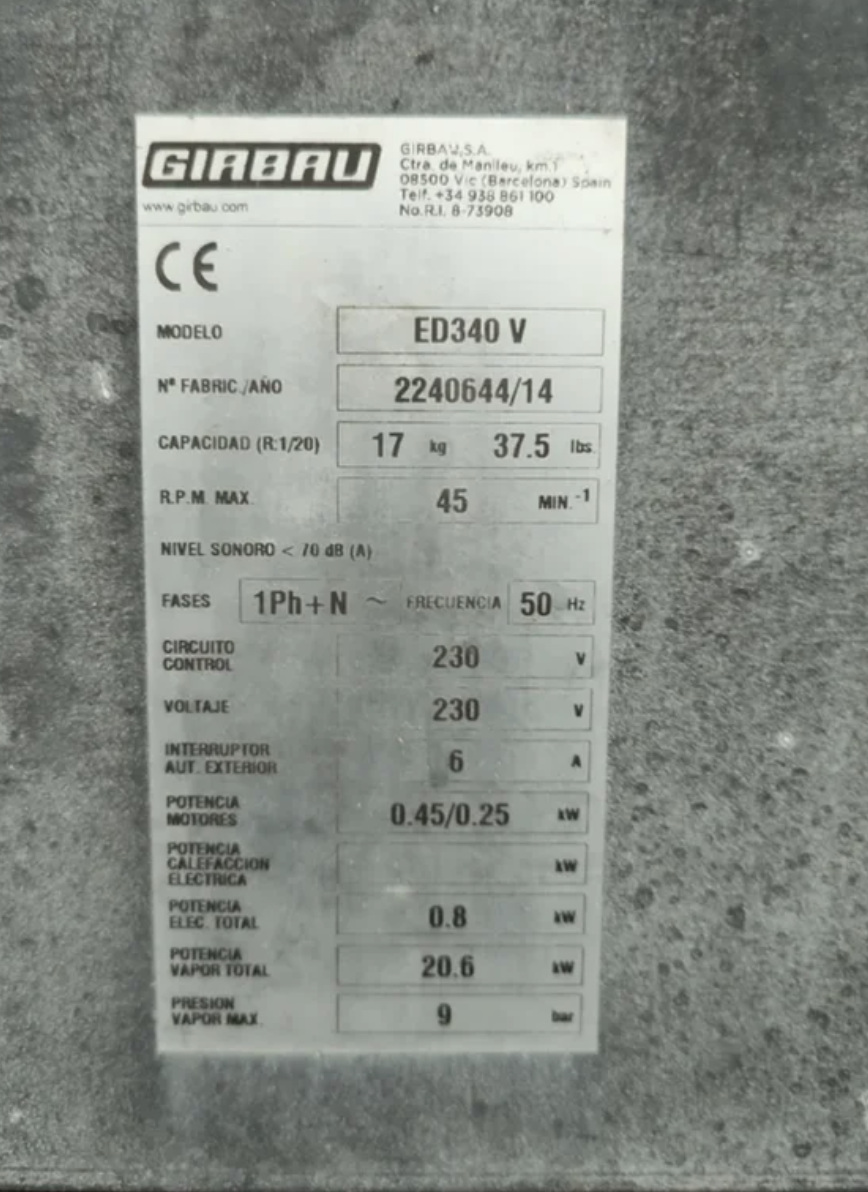 GIRBAU
www.girbau.com
GIRBAU, S.A.
Ctra. de Manlleu, km.1
08500 Vic (Barcelona) Spain
Telf. +34 938 861 100
No.R.I. 8-73908
CE
MODELO ED340 V
Nº FABRIC./AÑO 2240644/14
CAPACIDAD (R:1/20) 17 kg 37.5 lbs.
R.P.M. MAX. 45 MIN.-1
NIVEL SONORO < 70 dB (A)
FASES 1Ph+N ~ FRECUENCIA 50 Hz
CIRCUITO
CONTROL 230 V
VOLTAJE 230 V
INTERRUPTOR
AUT. EXTERIOR 6 A
POTENCIA
MOTORES 0.45/0.25 kW
POTENCIA
CALEFACCION
ELECTRICA kW
POTENCIA
ELEC. TOTAL 0.8 kW
POTENCIA
VAPOR TOTAL 20.6 kW
PRESION
VAPOR MAX. 9 bar